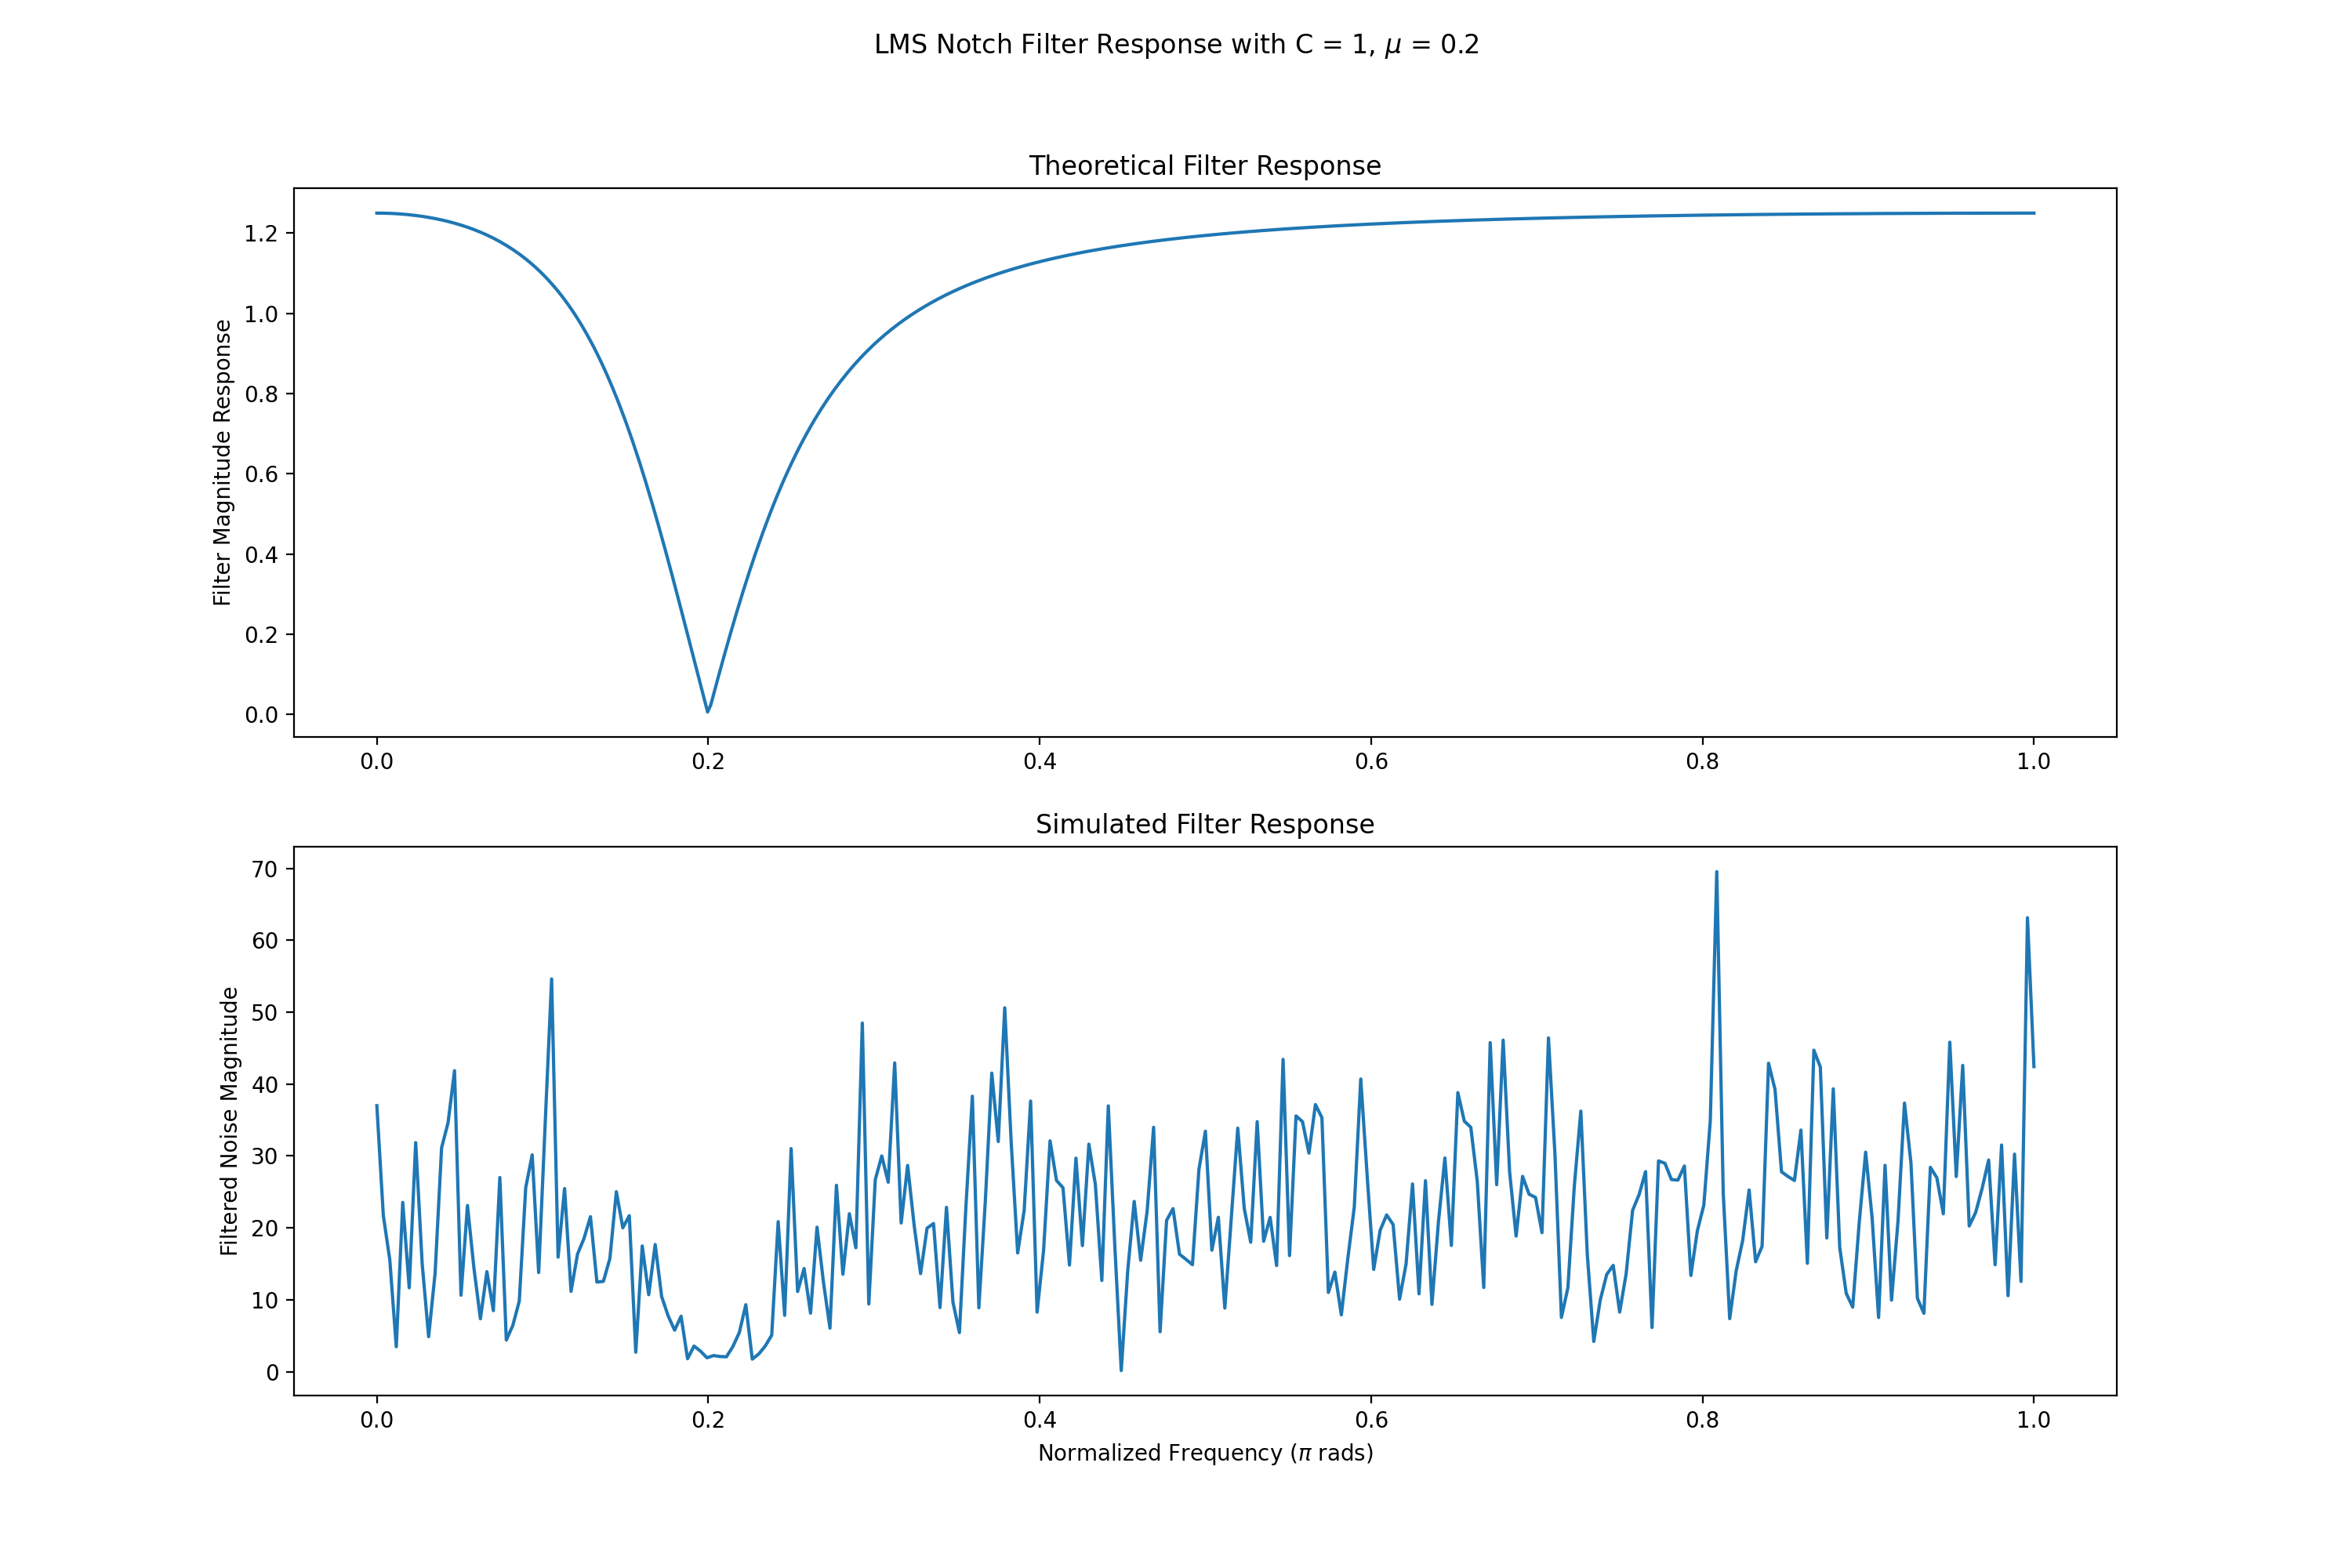 LMS Notch Filter Response with C = 1, μ = 0.2
Theoretical Filter Response
Filter Magnitude Response
1.2
1.0
0.8
0.6
0.4
0.2
0.0
0.0 0.2 0.4 0.6 0.8 1.0
Simulated Filter Response
Filtered Noise Magnitude
70
60
50
40
30
20
10
0
0.0 0.2 0.4 0.6 0.8 1.0
Normalized Frequency (π rads)